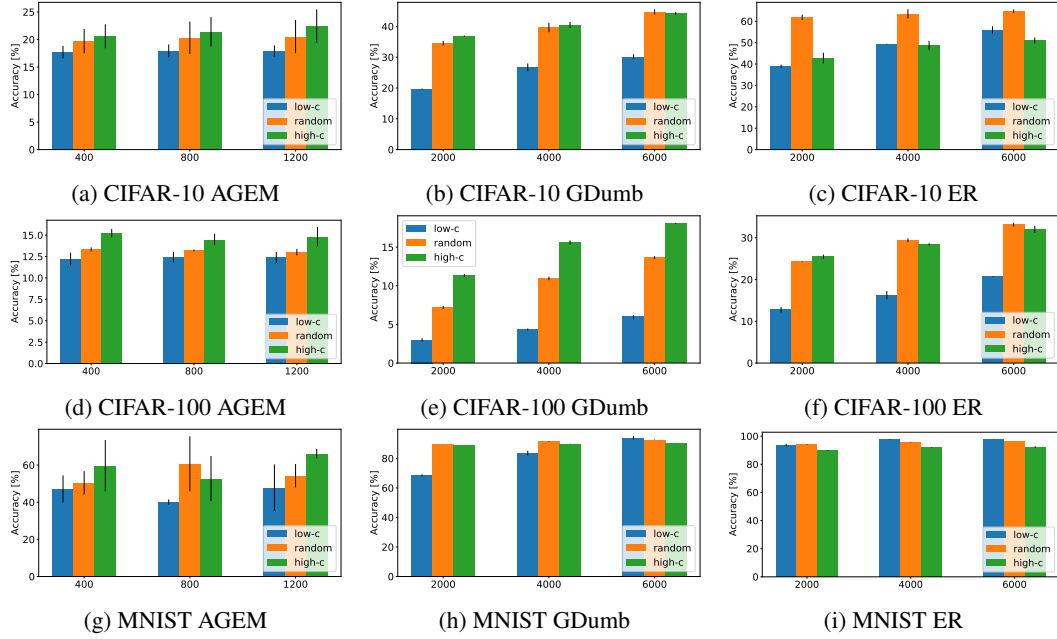 Accuracy [%]
25
20
15
10
5
0
low-c
random
high-c
400
800
1200
(a) CIFAR-10 AGEM
Accuracy [%]
40
30
20
10
0
low-c
random
high-c
2000
4000
6000
(b) CIFAR-10 GDumb
Accuracy [%]
60
50
40
30
20
10
0
low-c
random
high-c
2000
4000
6000
(c) CIFAR-10 ER
Accuracy [%]
15.0
12.5
10.0
7.5
5.0
2.5
0.0
low-c
random
high-c
400
800
1200
(d) CIFAR-100 AGEM
Accuracy [%]
15
10
5
0
low-c
random
high-c
2000
4000
6000
(e) CIFAR-100 GDumb
Accuracy [%]
30
20
10
0
low-c
random
high-c
2000
4000
6000
(f) CIFAR-100 ER
Accuracy [%]
60
40
20
0
low-c
random
high-c
400
800
1200
(g) MNIST AGEM
Accuracy [%]
80
60
40
20
0
low-c
random
high-c
2000
4000
6000
(h) MNIST GDumb
Accuracy [%]
100
80
60
40
20
0
low-c
random
high-c
2000
4000
6000
(i) MNIST ER